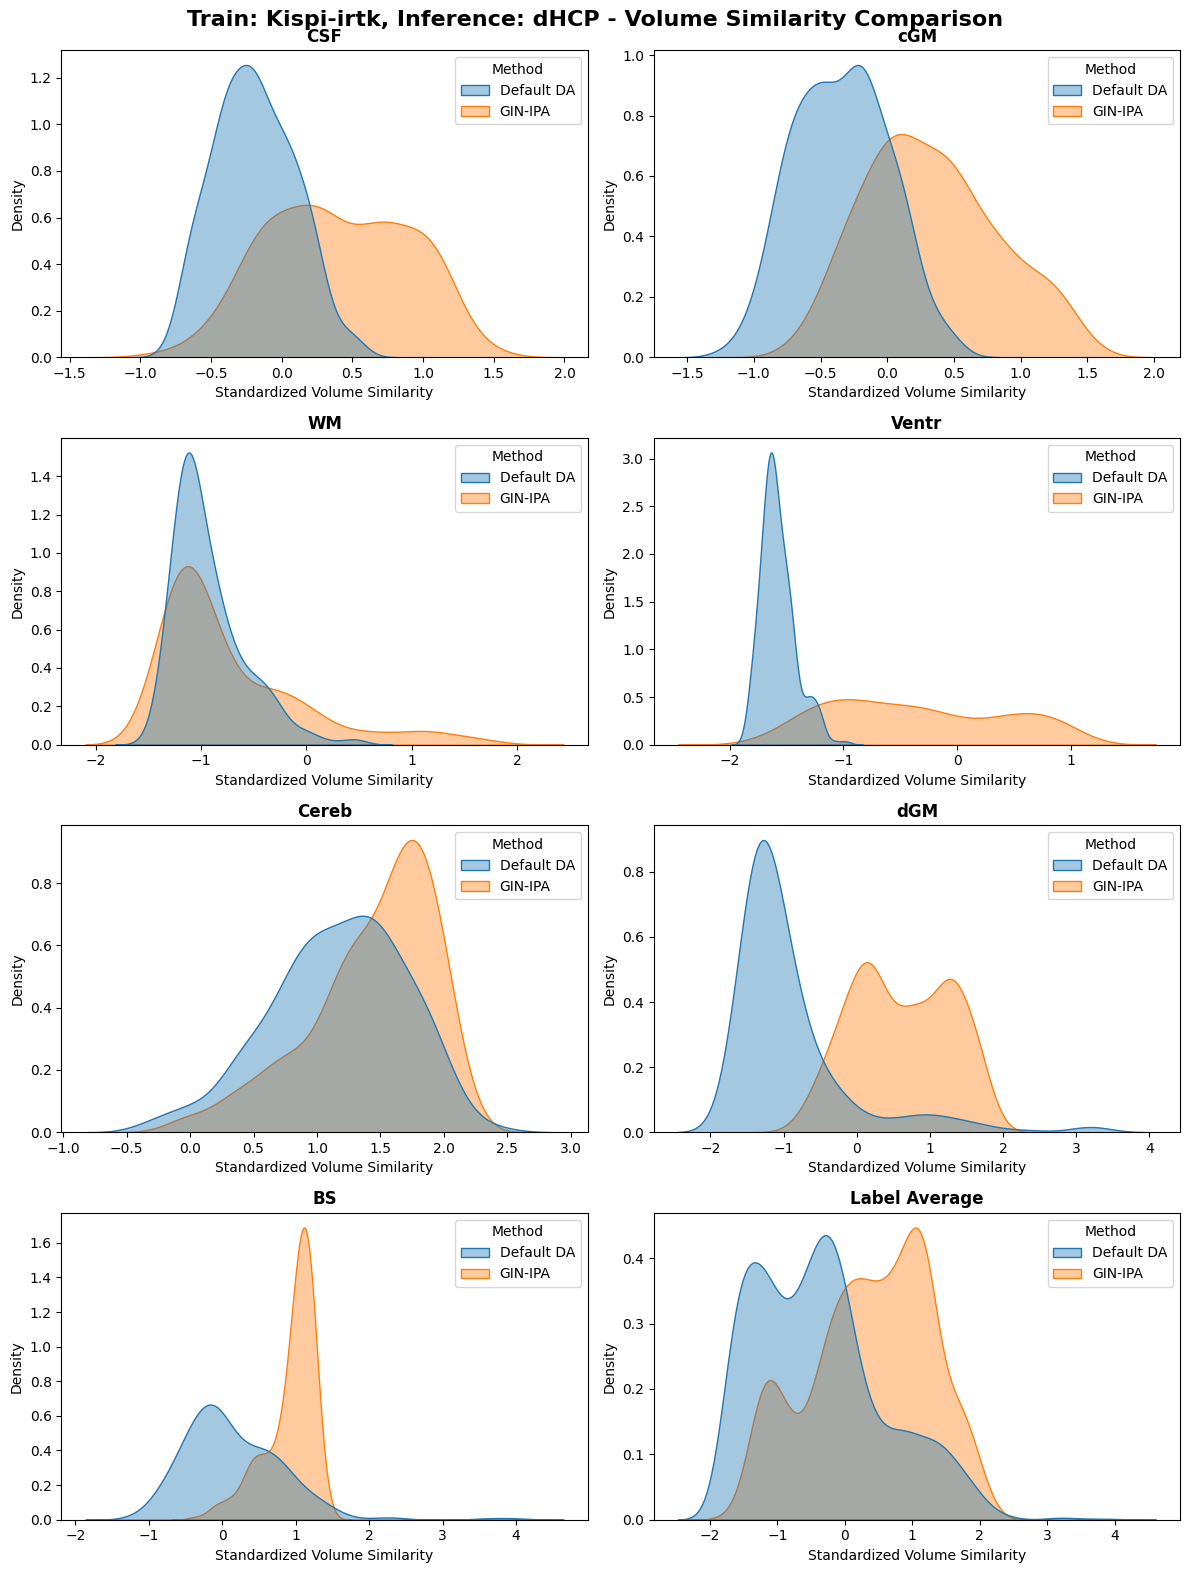 Train: Kispi-irtk, Inference: dHCP - Volume Similarity Comparison
CSF
Method
Default DA
GIN-IPA
Density
0.0
0.2
0.4
0.6
0.8
1.0
1.2
−1.5
−1.0
−0.5
0.0
0.5
1.0
1.5
2.0
Standardized Volume Similarity
cGM
Method
Default DA
GIN-IPA
Density
0.0
0.2
0.4
0.6
0.8
1.0
−1.5
−1.0
−0.5
0.0
0.5
1.0
1.5
2.0
Standardized Volume Similarity
WM
Method
Default DA
GIN-IPA
Density
0.0
0.2
0.4
0.6
0.8
1.0
1.2
1.4
−2
−1
0
1
2
Standardized Volume Similarity
Ventr
Method
Default DA
GIN-IPA
Density
0.0
0.5
1.0
1.5
2.0
2.5
3.0
−2
−1
0
1
Standardized Volume Similarity
Cereb
Method
Default DA
GIN-IPA
Density
0.0
0.2
0.4
0.6
0.8
−1.0
−0.5
0.0
0.5
1.0
1.5
2.0
2.5
3.0
Standardized Volume Similarity
dGM
Method
Default DA
GIN-IPA
Density
0.0
0.2
0.4
0.6
0.8
−2
−1
0
1
2
3
4
Standardized Volume Similarity
BS
Method
Default DA
GIN-IPA
Density
0.0
0.2
0.4
0.6
0.8
1.0
1.2
1.4
1.6
−2
−1
0
1
2
3
4
Standardized Volume Similarity
Label Average
Method
Default DA
GIN-IPA
Density
0.0
0.1
0.2
0.3
0.4
−2
−1
0
1
2
3
4
Standardized Volume Similarity